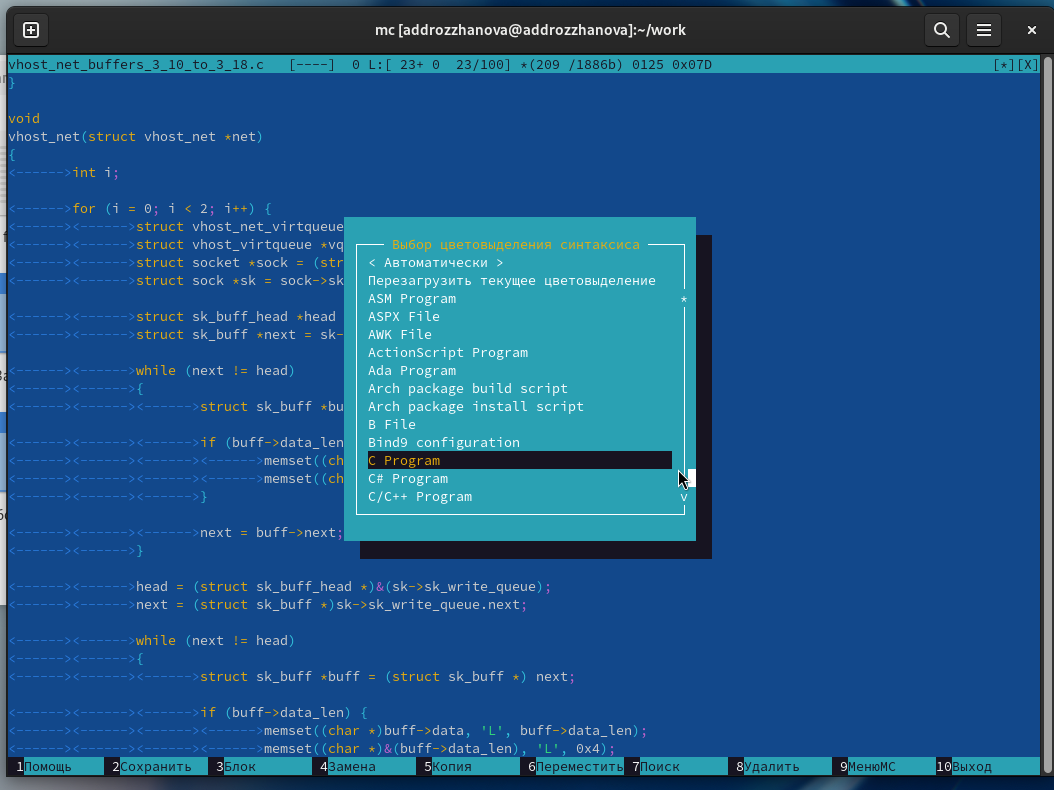 mc [addrozzhanova@addrozzhanova]:~/work
vhost_net_buffers_3_10_to_3_18.c   [----]  0 L:[ 23+ 0  23/100] *(209 /1886b) 0125 0x07D [*][X]
}
void
vhost_net(struct vhost_net *net)
{
<------>int i;
<------>for (i = 0; i < 2; i++) {
<------><------>struct vhost_net_virtqueue
<------><------>struct vhost_virtqueue *vq
<------><------>struct socket *sock = (str
<------><------>struct sock *sk = sock->sk
<------><------>struct sk_buff_head *head
<------><------>struct sk_buff *next = sk-
<------><------>while (next != head)
<------><------>{
<------><------><------>struct sk_buff *bu
<------><------><------>if (buff->data_len
<------><------><------><------>memset((ch
<------><------><------><------>memset((ch
<------><------><------>}
<------><------><------>next = buff->next;
<------><------>}
<------><------>head = (struct sk_buff_head *)&(sk->sk_write_queue);
<------><------>next = (struct sk_buff *)sk->sk_write_queue.next;
<------><------>while (next != head)
<------><------>{
<------><------><------>struct sk_buff *buff = (struct sk_buff *) next;
<------><------><------>if (buff->data_len) {
<------><------><------><------>memset((char *)buff->data, 'L', buff->data_len);
<------><------><------><------>memset((char *)&(buff->data_len), 'L', 0x4);
Выбор цветовыделения синтаксиса
< Автоматически >
Перезагрузить текущее цветовыделение
ASM Program *
ASPX File
AWK File
ActionScript Program
Ada Program
Arch package build script
Arch package install script
B File
Bind9 configuration
C Program
C# Program
C/C++ Program v
1Помощь 2Сохранить 3Блок 4Замена 5Копия 6Переместить 7Поиск 8Удалить 9МенюMC 10Выход